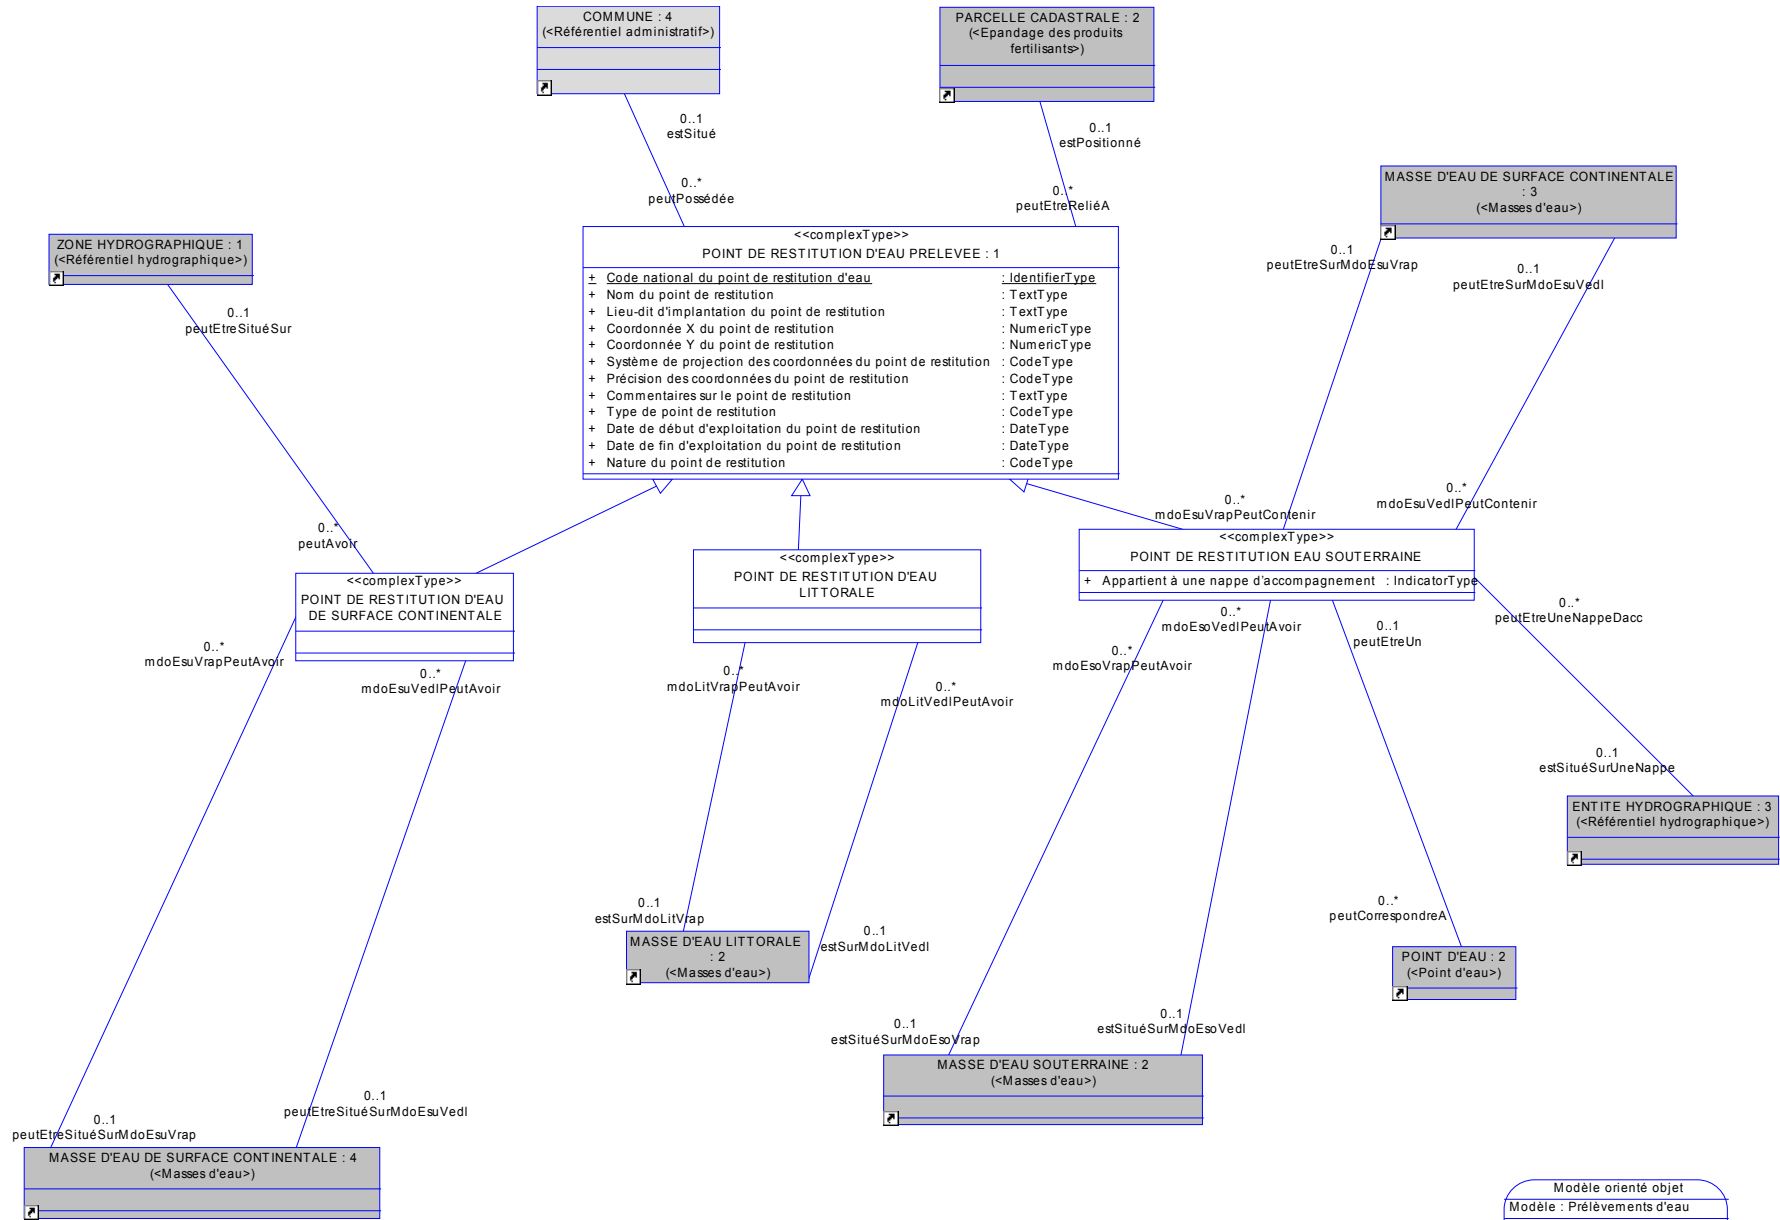 COMMUNE : 4
(<Référentiel administratif>)
PARCELLE CADASTRALE : 2
(<Epandage des produits
fertilisants>)
0..1
estSitué
0..1
estPositionné
0..*
peutPossédée
0..*
peutEtreReliéA
MASSE D'EAU DE SURFACE CONTINENTALE
: 3
(<Masses d'eau>)
ZONE HYDROGRAPHIQUE : 1
(<Référentiel hydrographique>)
0..1
peutEtreSituéSur
0..1
peutEtreSurMdoEsuVrap
0..1
peutEtreSurMdoEsuVedl
<<complexType>>
POINT DE RESTITUTION D'EAU PRELEVEE : 1
+ Code national du point de restitution d'eau : IdentifierType
+ Nom du point de restitution : TextType
+ Lieu-dit d'implantation du point de restitution : TextType
+ Coordonnée X du point de restitution : NumericType
+ Coordonnée Y du point de restitution : NumericType
+ Système de projection des coordonnées du point de restitution : CodeType
+ Précision des coordonnées du point de restitution : CodeType
+ Commentaires sur le point de restitution : TextType
+ Type de point de restitution : CodeType
+ Date de début d'exploitation du point de restitution : DateType
+ Date de fin d'exploitation du point de restitution : DateType
+ Nature du point de restitution : CodeType
0..*
mdoEsuVrapPeutContenir
0..*
mdoEsuVedlPeutContenir
0..*
peutAvoir
<<complexType>>
POINT DE RESTITUTION D'EAU
DE SURFACE CONTINENTALE
<<complexType>>
POINT DE RESTITUTION D'EAU
LITTORALE
<<complexType>>
POINT DE RESTITUTION EAU SOUTERRAINE
+ Appartient à une nappe d'accompagnement : IndicatorType
0..*
mdoEsuVrapPeutAvoir
0..*
mdoEsuVedlPeutAvoir
0..*
mdoLitVrapPeutAvoir
0..*
mdoLitVedlPeutAvoir
0..*
mdoEsoVrapPeutAvoir
0..*
mdoEsoVedlPeutAvoir
0..1
peutEtreUn
0..*
peutEtreUneNappeDacc
0..1
estSituéSurUneNappe
ENTITE HYDROGRAPHIQUE : 3
(<Référentiel hydrographique>)
0..1
estSurMdoLitVrap
0..1
estSurMdoLitVedl
MASSE D'EAU LITTORALE
: 2
(<Masses d'eau>)
0..*
peutCorrespondreA
POINT D'EAU : 2
(<Point d'eau>)
0..1
estSituéSurMdoEsoVrap
0..1
estSituéSurMdoEsoVedl
MASSE D'EAU SOUTERRAINE : 2
(<Masses d'eau>)
0..1
peutEtreSituéSurMdoEsuVrap
0..1
peutEtreSituéSurMdoEsuVedl
MASSE D'EAU DE SURFACE CONTINENTALE : 4
(<Masses d'eau>)
Modèle orienté objet
Modèle : Prélèvements d'eau